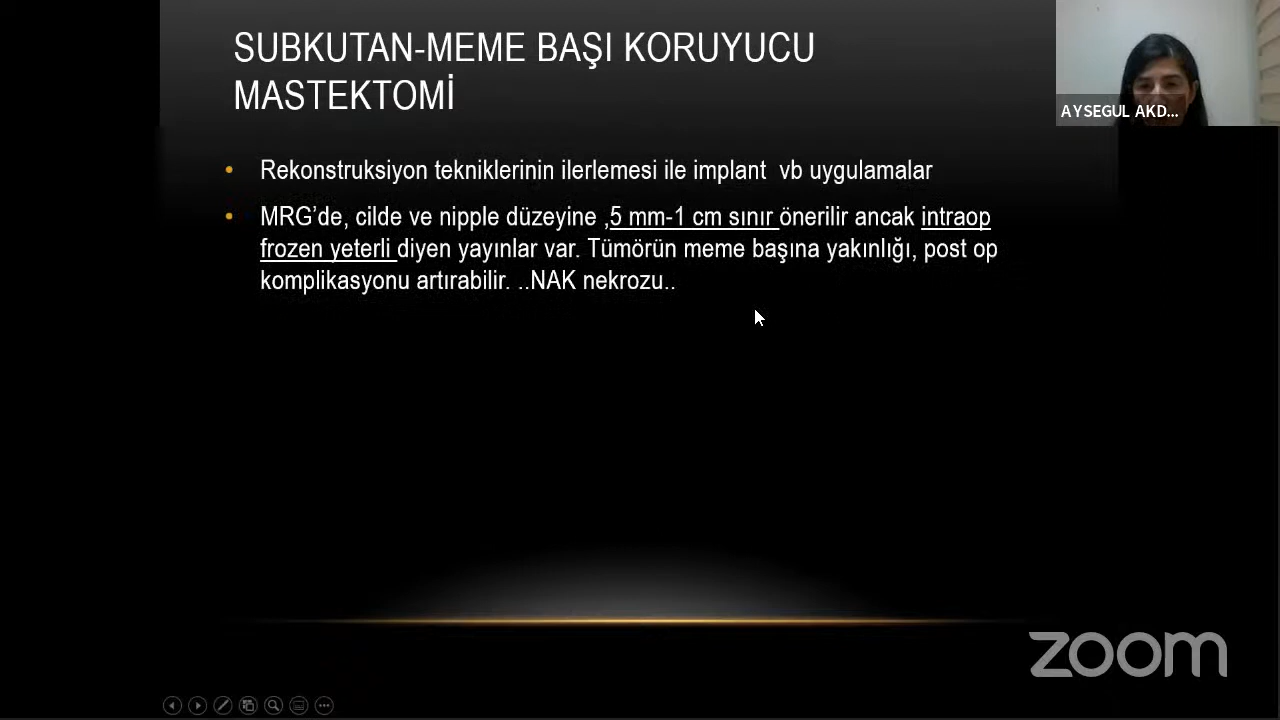 SUBKUTAN-MEME BAŞI KORUYUCU
MASTEKTOMİ
AYSEGUL AKD...
• Rekonstruksiyon tekniklerinin ilerlemesi ile implant vb uygulamalar
• MRG’de, cilde ve nipple düzeyine ,5 mm-1 cm sınır önerilir ancak intraop
frozen yeterli diyen yayınlar var. Tümörün meme başına yakınlığı, post op
komplikasyonu artırabilir. ..NAK nekrozu..
zoom